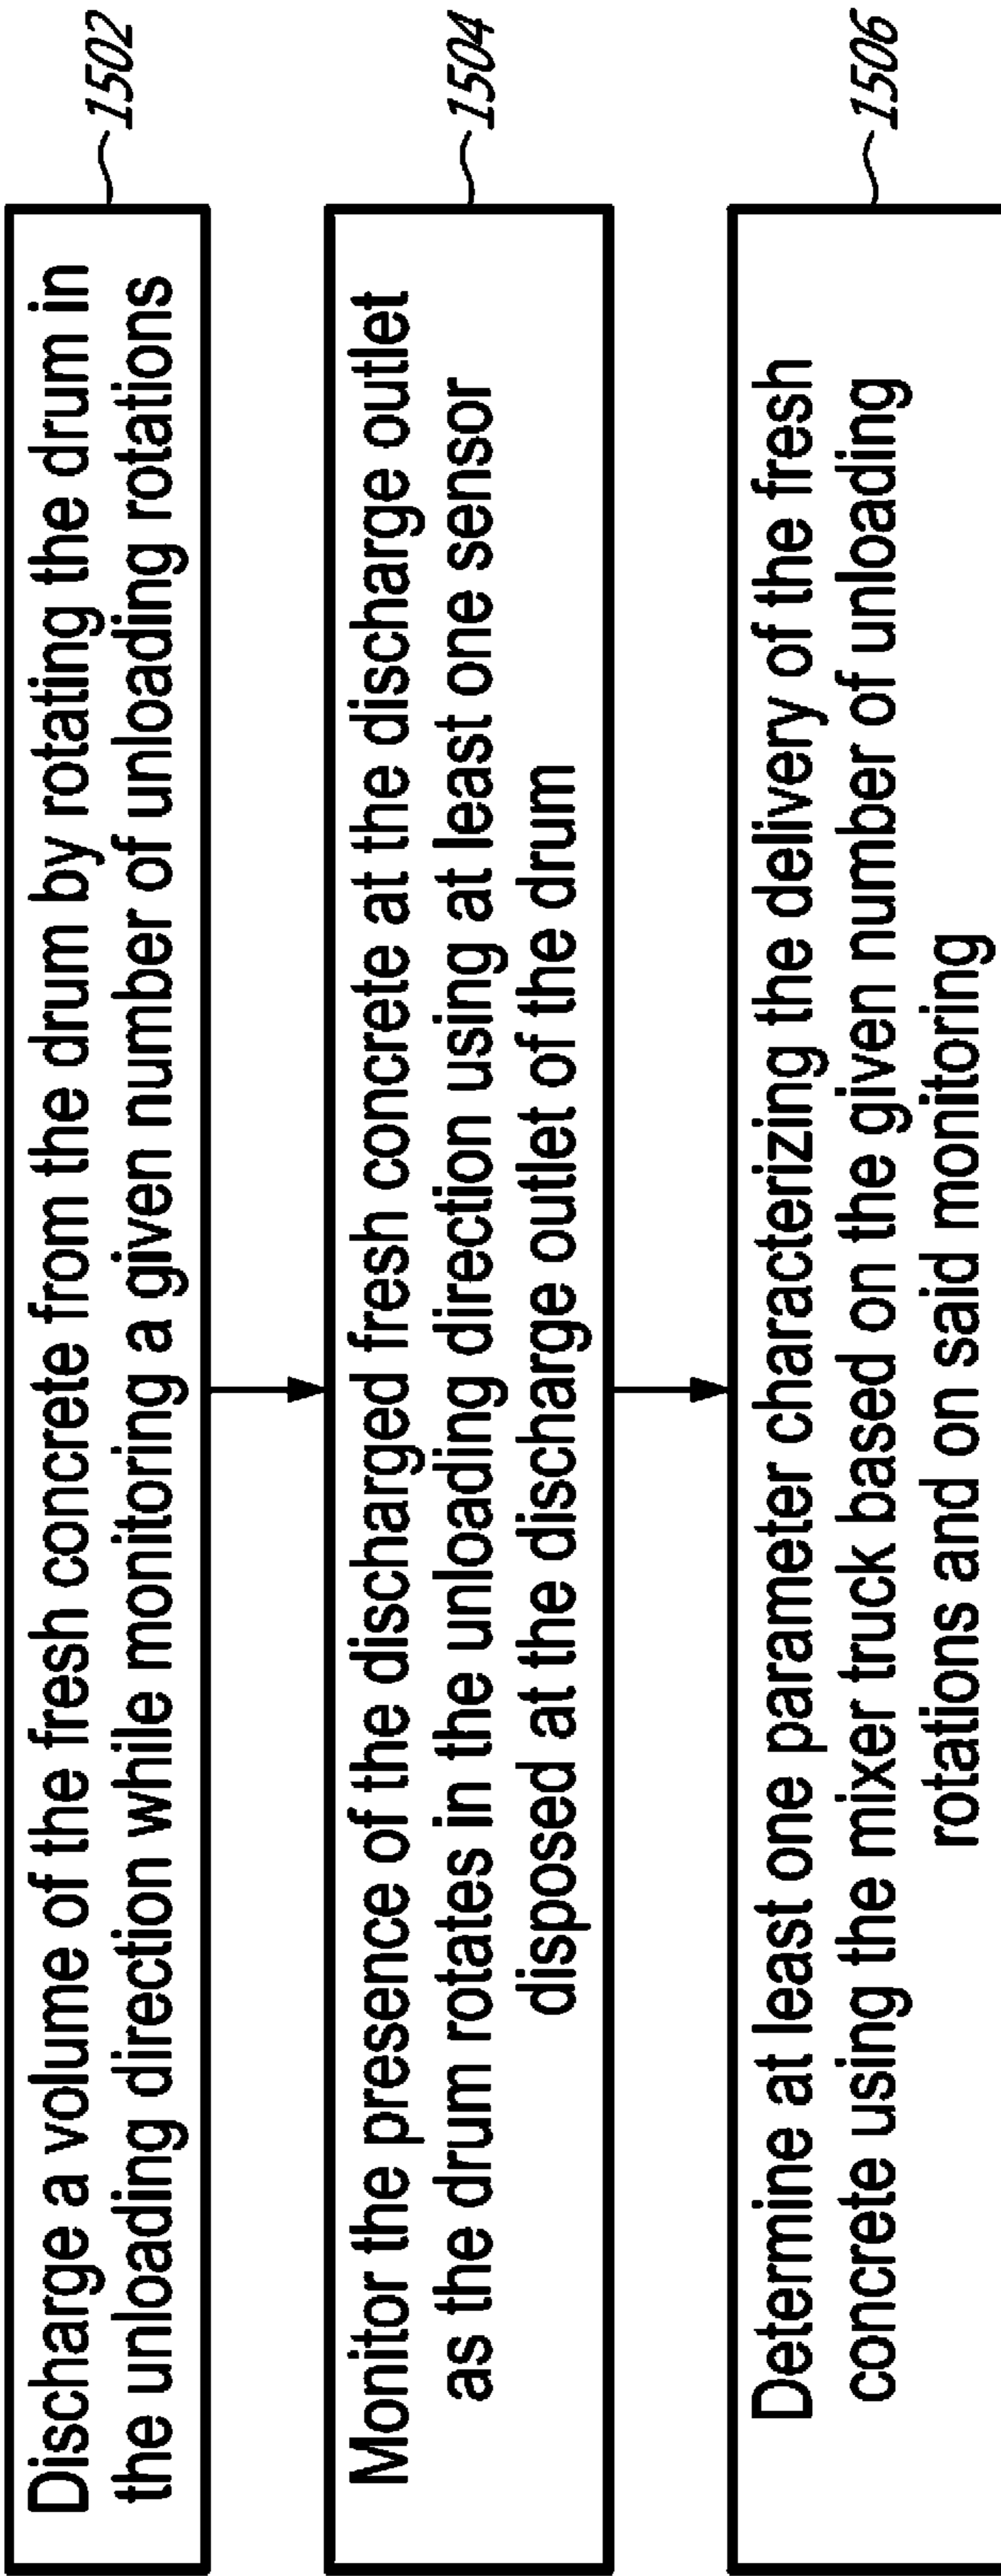 Discharge a volume of the fresh concrete from the drum by rotating the drum in
the unloading direction while monitoring a given number of unloading rotations
1502
Monitor the presence of the discharged fresh concrete at the discharge outlet
as the drum rotates in the unloading direction using at least one sensor
disposed at the discharge outlet of the drum
1504
Determine at least one parameter characterizing the delivery of the fresh
concrete using the mixer truck based on the given number of unloading
rotations and on said monitoring
1506